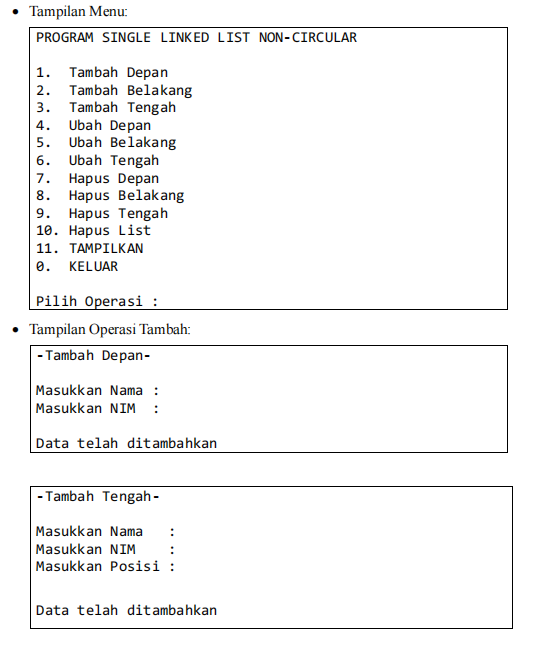 • Tampilan Menu:
PROGRAM SINGLE LINKED LIST NON-CIRCULAR
1. Tambah Depan
2. Tambah Belakang
3. Tambah Tengah
4. Ubah Depan
5. Ubah Belakang
6. Ubah Tengah
7. Hapus Depan
8. Hapus Belakang
9. Hapus Tengah
10. Hapus List
11. TAMPILKAN
0. KELUAR
Pilih Operasi :
• Tampilan Operasi Tambah:
-Tambah Depan-
Masukkan Nama :
Masukkan NIM :
Data telah ditambahkan
-Tambah Tengah-
Masukkan Nama :
Masukkan NIM :
Masukkan Posisi :
Data telah ditambahkan